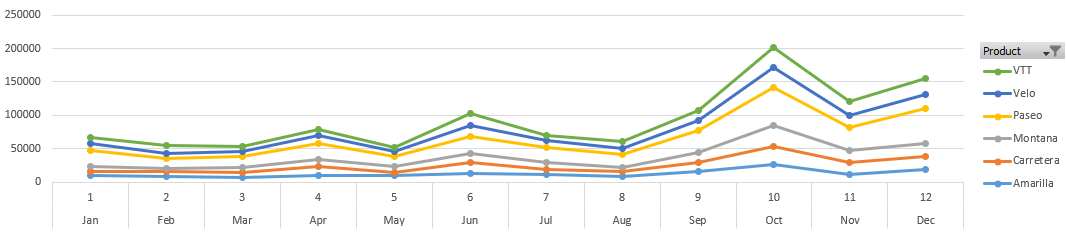 250000
200000
150000
100000
50000
0
1 2 3 4 5 6 7 8 9 10 11 12
Jan Feb Mar Apr May Jun Jul Aug Sep Oct Nov Dec
Product
VTT
Velo
Paseo
Montana
Carretera
Amarilla